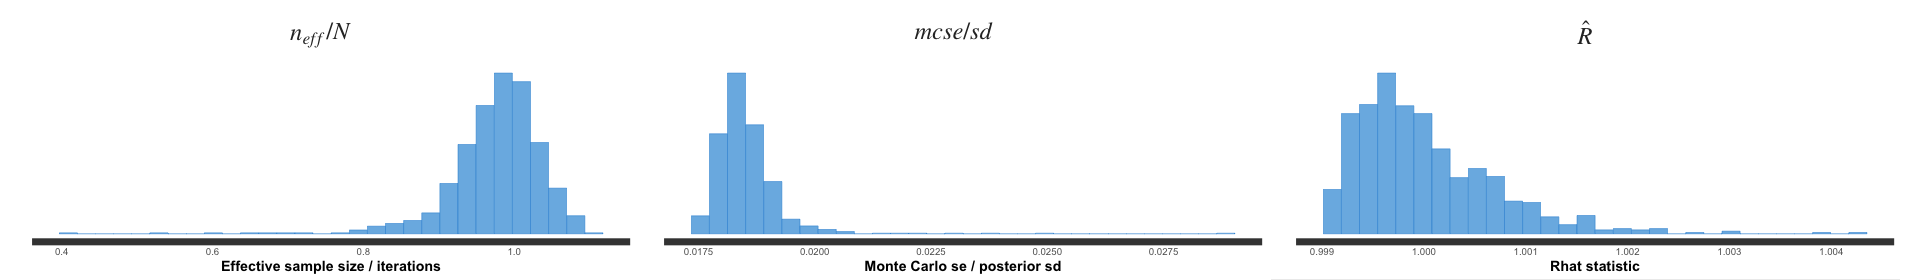 n_eff/N
0.4 0.6 0.8 1.0
Effective sample size / iterations
mcse/sd
0.0175 0.0200 0.0225 0.0250 0.0275
Monte Carlo se / posterior sd
R̂
0.999 1.000 1.001 1.002 1.003 1.004
Rhat statistic